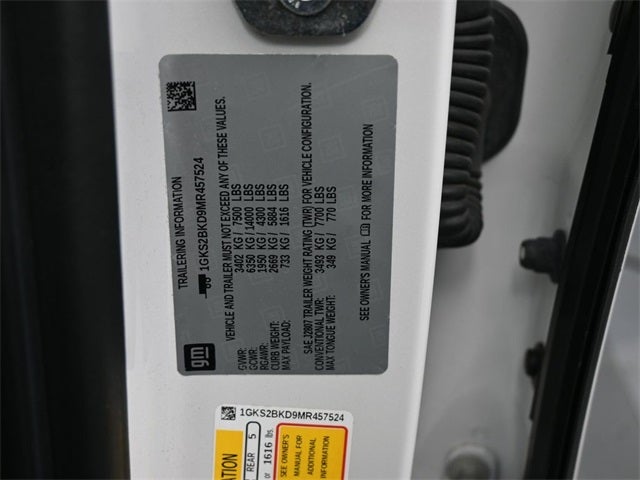 TRAILERING INFORMATION
1GKS2BKD9MR457524
VEHICLE AND TRAILER MUST NOT EXCEED ANY OF THESE VALUES.
GVWR: 3402 KG / 7500 LBS
GCWR: 6350 KG / 14000 LBS
RGAWR: 1950 KG / 4300 LBS
CURB WEIGHT: 2669 KG / 5884 LBS
MAX PAYLOAD: 733 KG / 1616 LBS
SAE J2807 TRAILER WEIGHT RATING (TWR) FOR VEHICLE CONFIGURATION.
CONVENTIONAL TWR: 3493 KG / 7700 LBS
MAX TONGUE WEIGHT: 349 KG / 770 LBS
SEE OWNER'S MANUAL FOR MORE INFORMATION
gm
1GKS2BKD9MR457524
REAR 5
or 1616 lbs.
SEE OWNER'S
MANUAL FOR
ADDITIONAL
INFORMATION